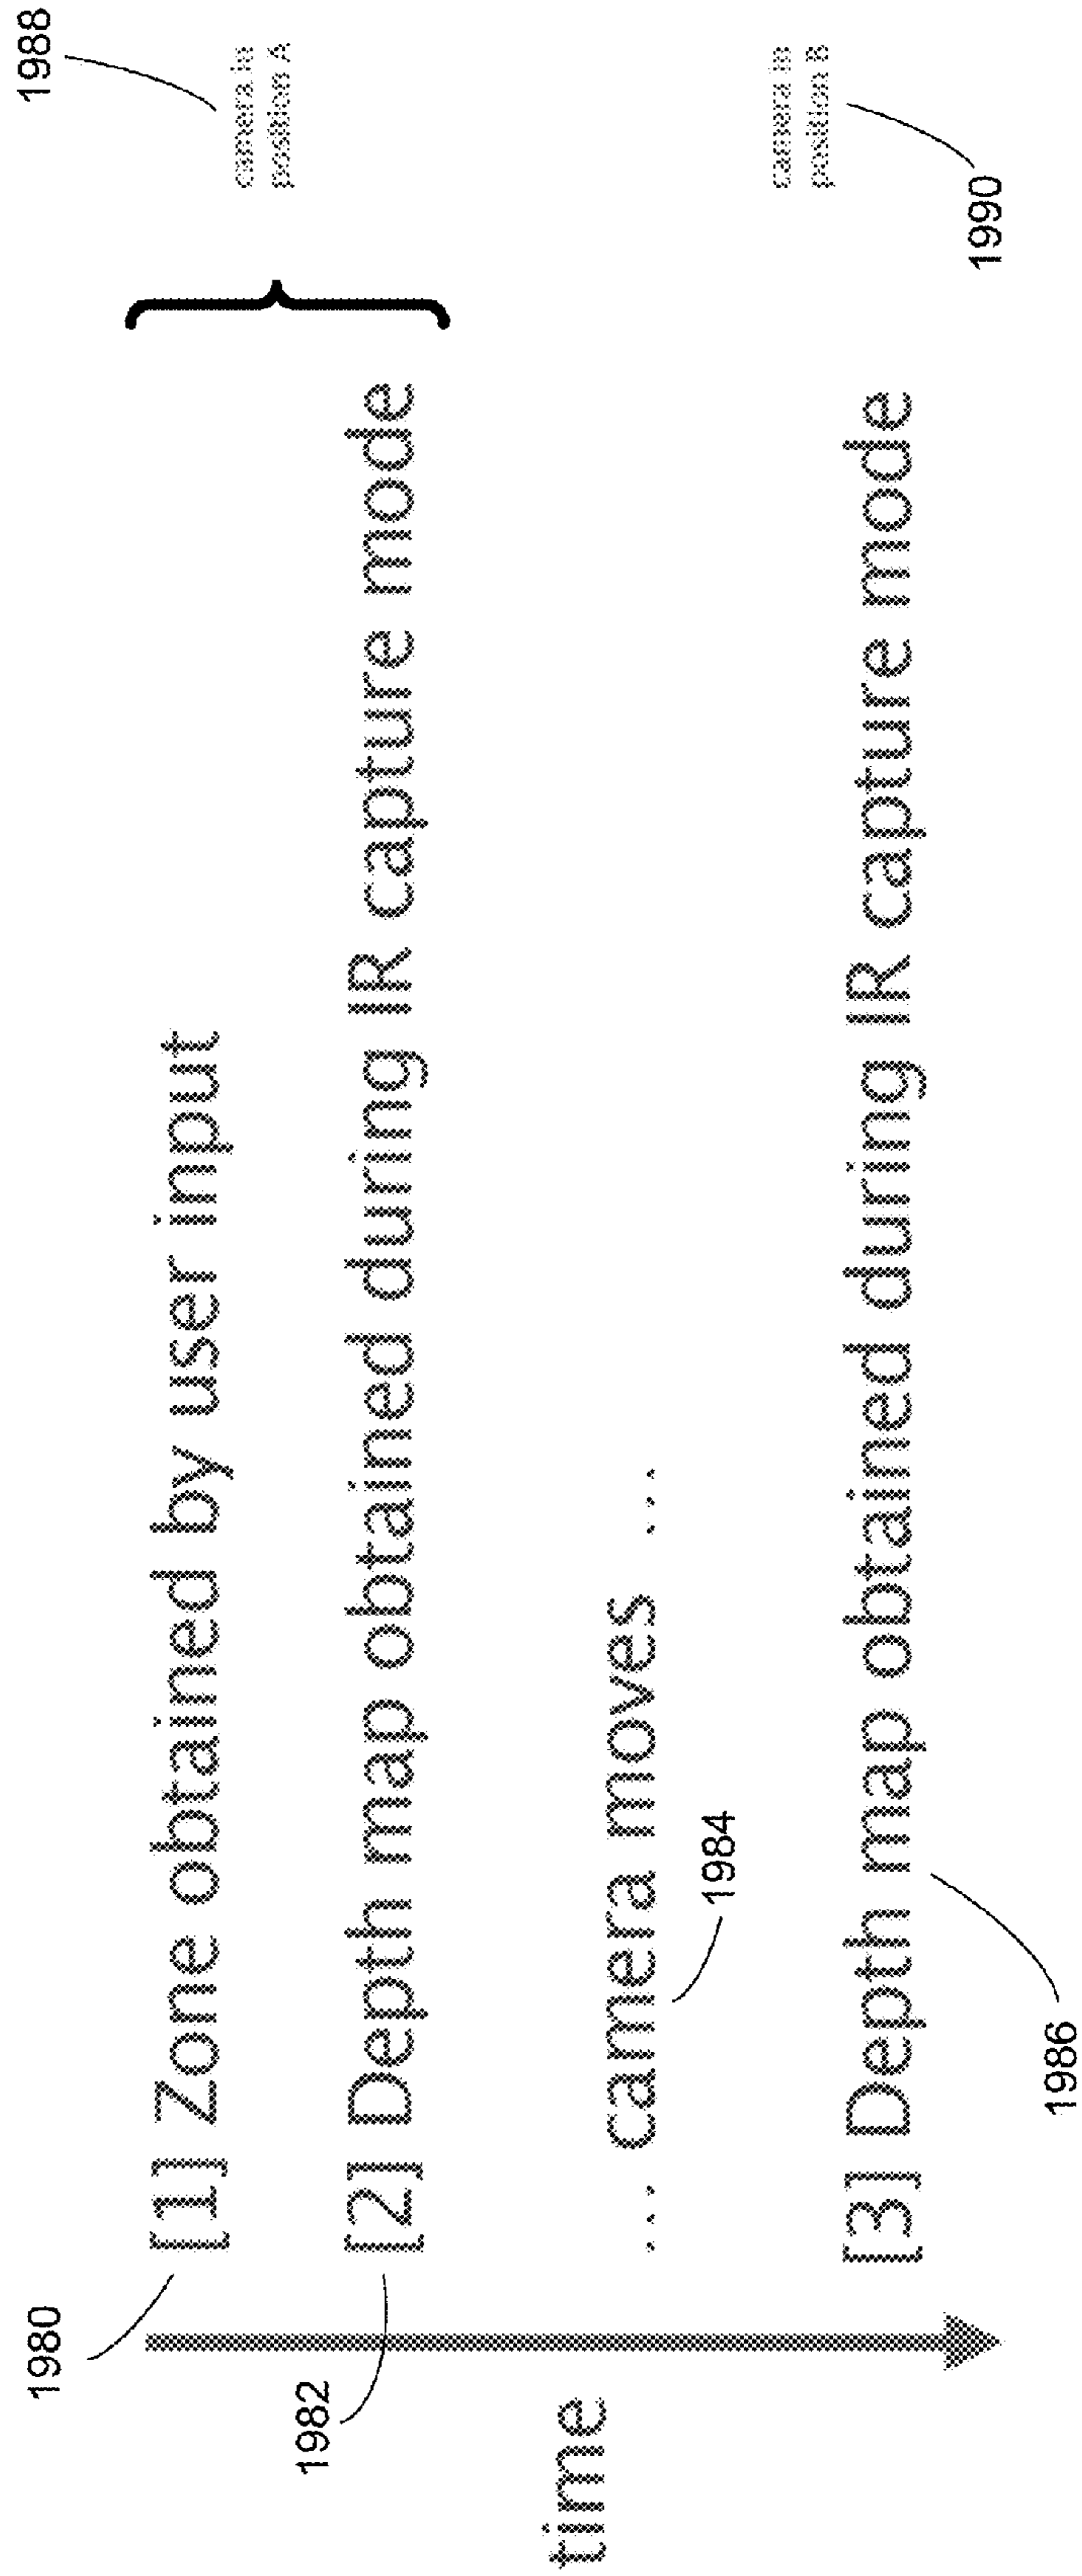 1980
[1] Zone obtained by user input
1988
camera in
position A
1982
[2] Depth map obtained during IR capture mode
time
... camera moves ...
1984
[3] Depth map obtained during IR capture mode
1986
camera in
position B
1990